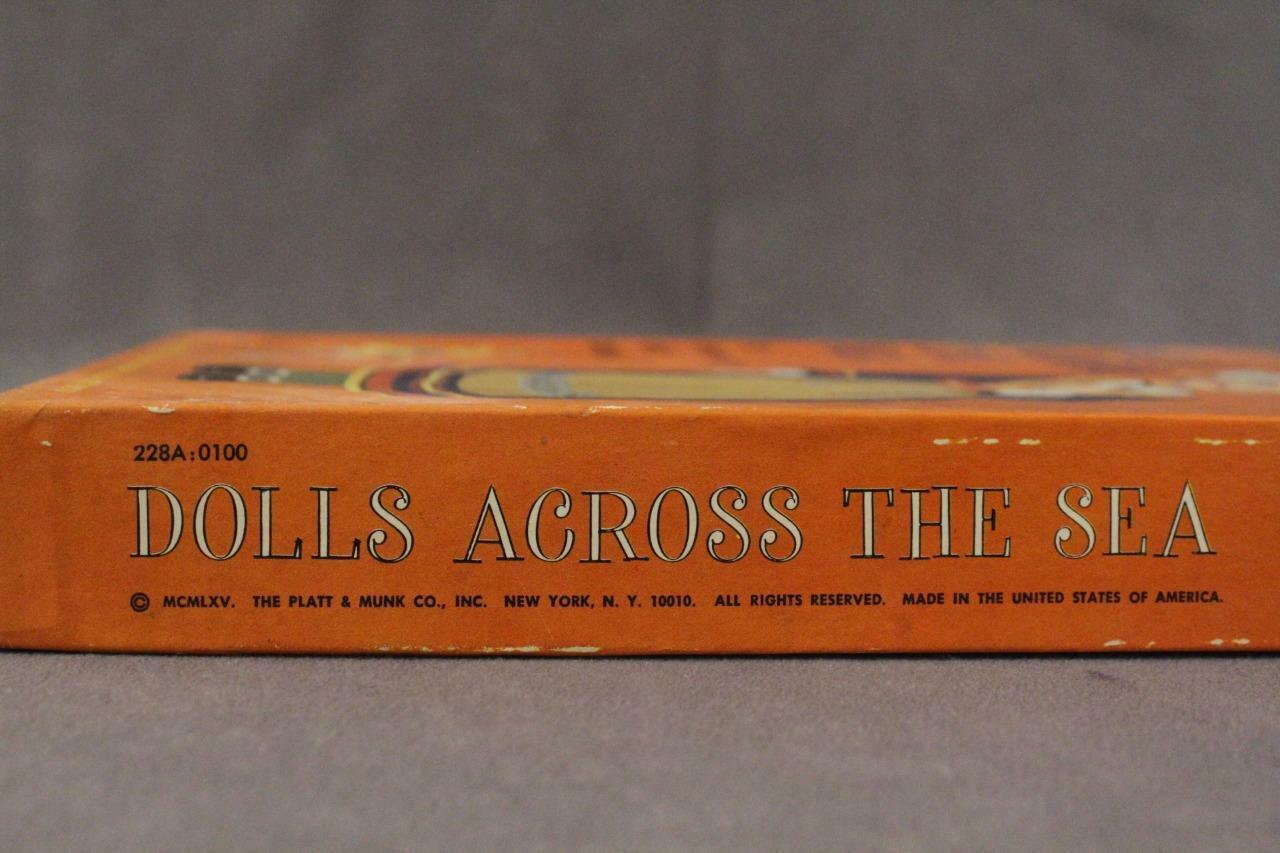 228A:0100
DOLLS ACROSS THE SEA
© MCMLXV. THE PLATT & MUNK CO., INC. NEW YORK, N. Y. 10010. ALL RIGHTS RESERVED. MADE IN THE UNITED STATES OF AMERICA.